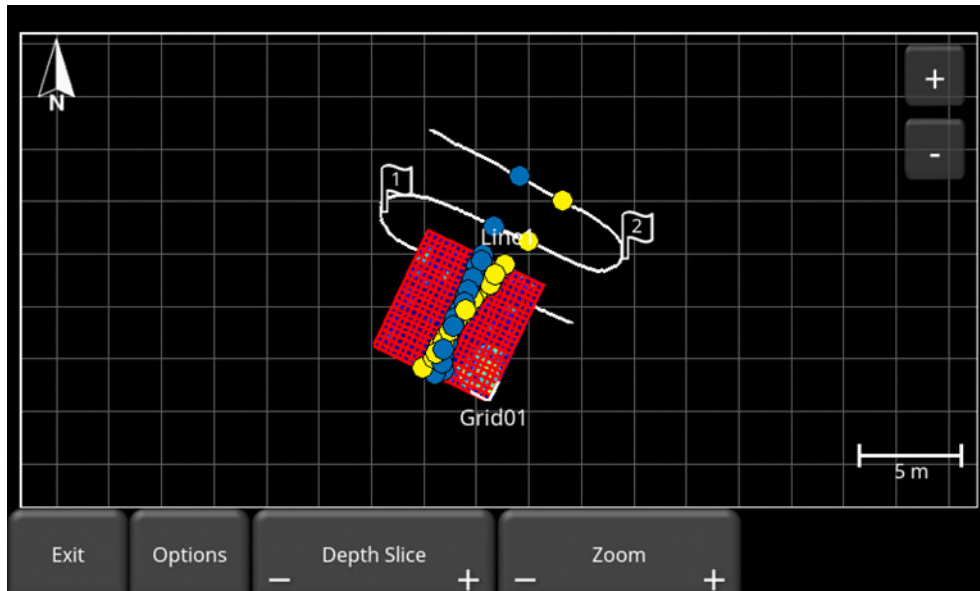 N
+
-
1
2
Line1
Grid01
5 m
Exit
Options
Depth Slice
− +
Zoom
− +